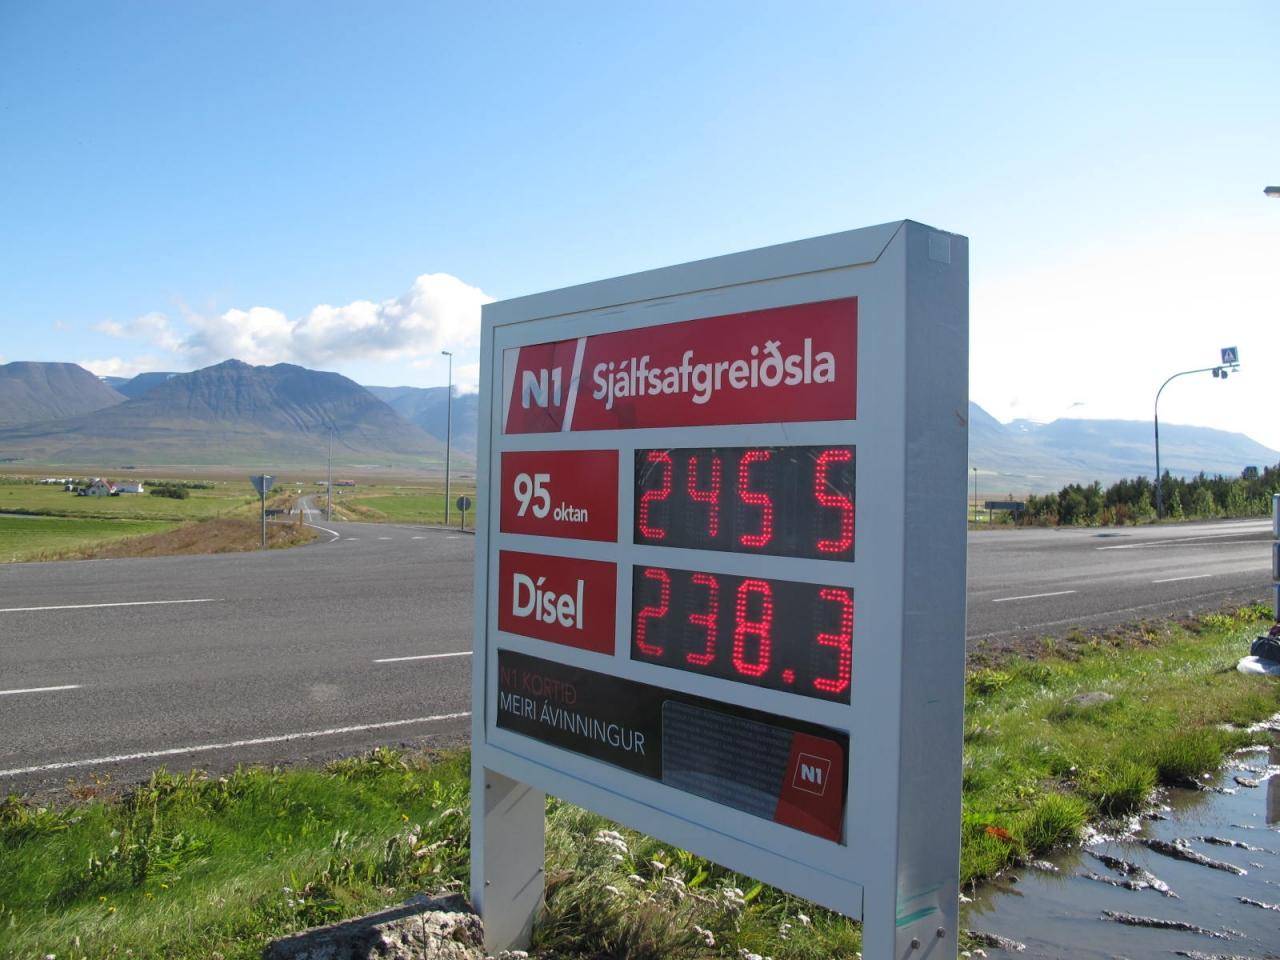 N1 Sjálfsafgreiðsla
95 oktan 245 5
Dísel 238.3
N1 KORTIÐ
MEIRI ÁVINNINGUR
N1